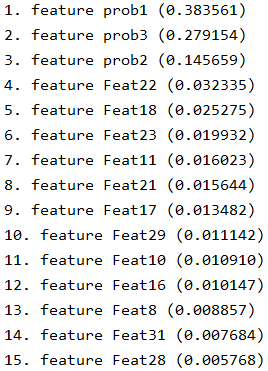 1. feature prob1 (0.383561)
2. feature prob3 (0.279154)
3. feature prob2 (0.145659)
4. feature Feat22 (0.032335)
5. feature Feat18 (0.025275)
6. feature Feat23 (0.019932)
7. feature Feat11 (0.016023)
8. feature Feat21 (0.015644)
9. feature Feat17 (0.013482)
10. feature Feat29 (0.011142)
11. feature Feat10 (0.010910)
12. feature Feat16 (0.010147)
13. feature Feat8 (0.008857)
14. feature Feat31 (0.007684)
15. feature Feat28 (0.005768)